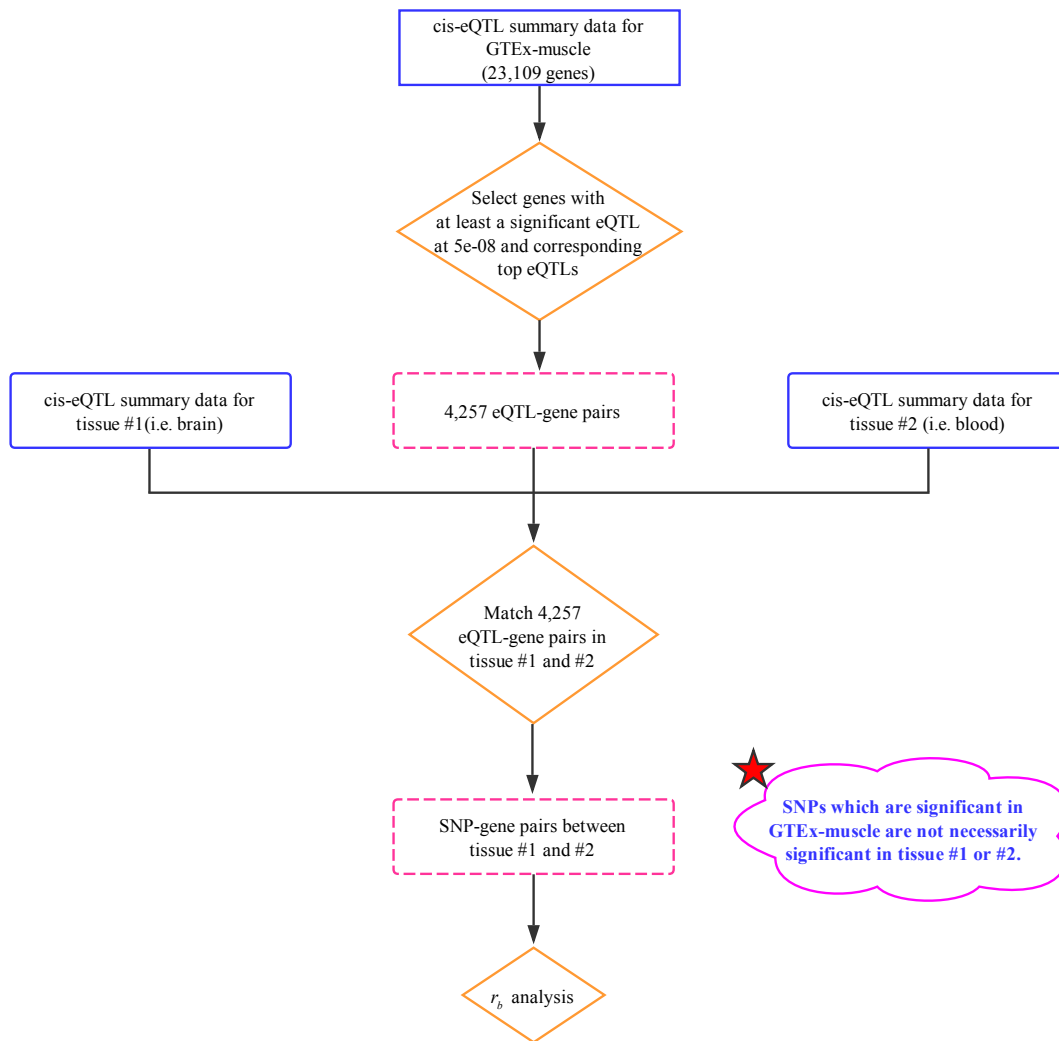 cis-eQTL summary data for
GTEx-muscle
(23,109 genes)
Select genes with
at least a significant eQTL
at 5e-08 and corresponding
top eQTLs
cis-eQTL summary data for
tissue #1(i.e. brain)
4,257 eQTL-gene pairs
cis-eQTL summary data for
tissue #2 (i.e. blood)
Match 4,257
eQTL-gene pairs in
tissue #1 and #2
SNP-gene pairs between
tissue #1 and #2
SNPs which are significant in
GTEx-muscle are not necessarily
significant in tissue #1 or #2.
r_b analysis